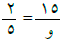 ٢/٥ = ١٥/و